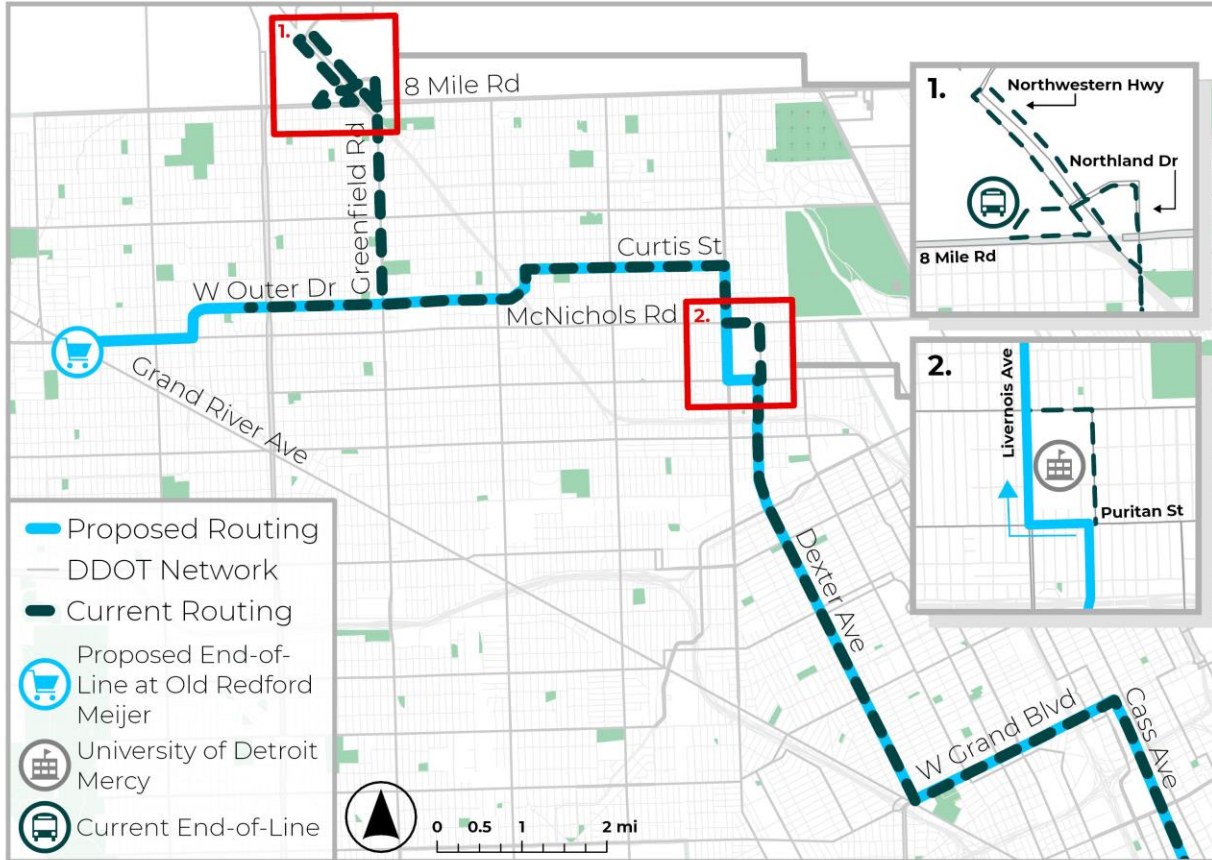 1.
8 Mile Rd
Greenfield Rd
Curtis St
W Outer Dr
McNichols Rd
2.
Grand River Ave
Dexter Ave
W Grand Blvd
Cass Ave
1.
Northwestern Hwy
Northland Dr
8 Mile Rd
2.
Livernois Ave
Puritan St
Proposed Routing
DDOT Network
Current Routing
Proposed End-of-
Line at Old Redford
Meijer
University of Detroit
Mercy
Current End-of-Line
0 0.5 1 2 mi